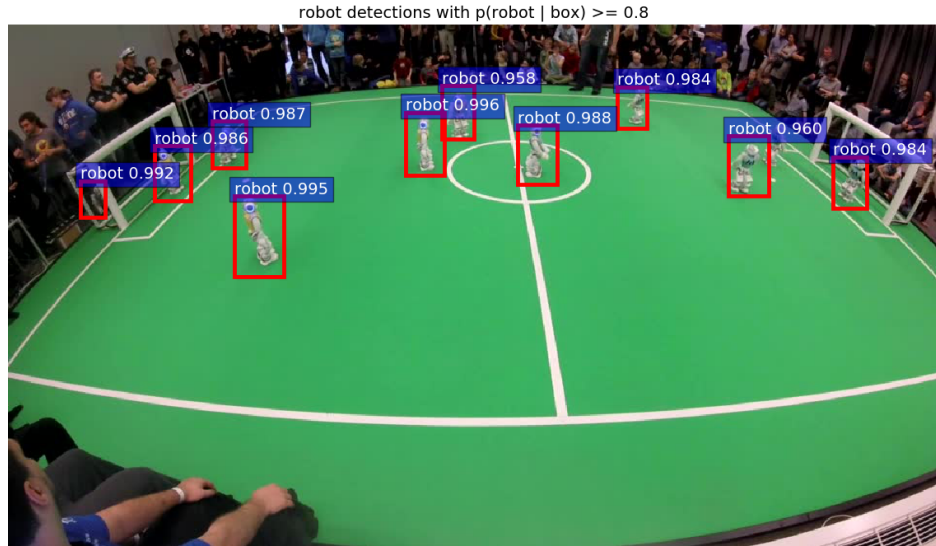 robot detections with p(robot | box) >= 0.8
robot 0.958
robot 0.984
robot 0.996
robot 0.987
robot 0.988
robot 0.986
robot 0.960
robot 0.992
robot 0.984
robot 0.995